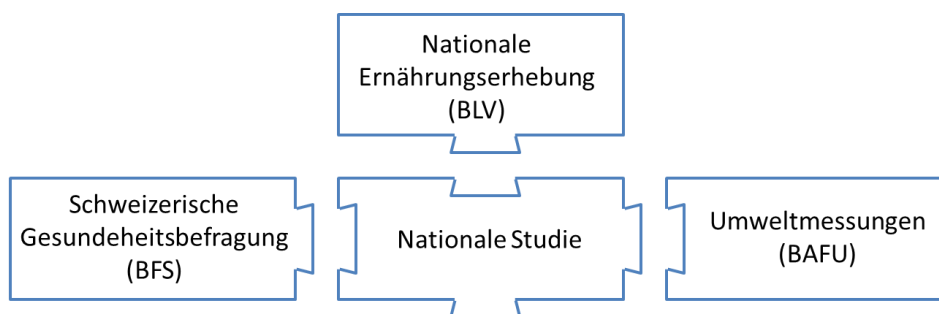 Nationale
Ernährungserhebung
(BLV)
Schweizerische
Gesundeheitsbefragung
(BFS)
Nationale Studie
Umweltmessungen
(BAFU)